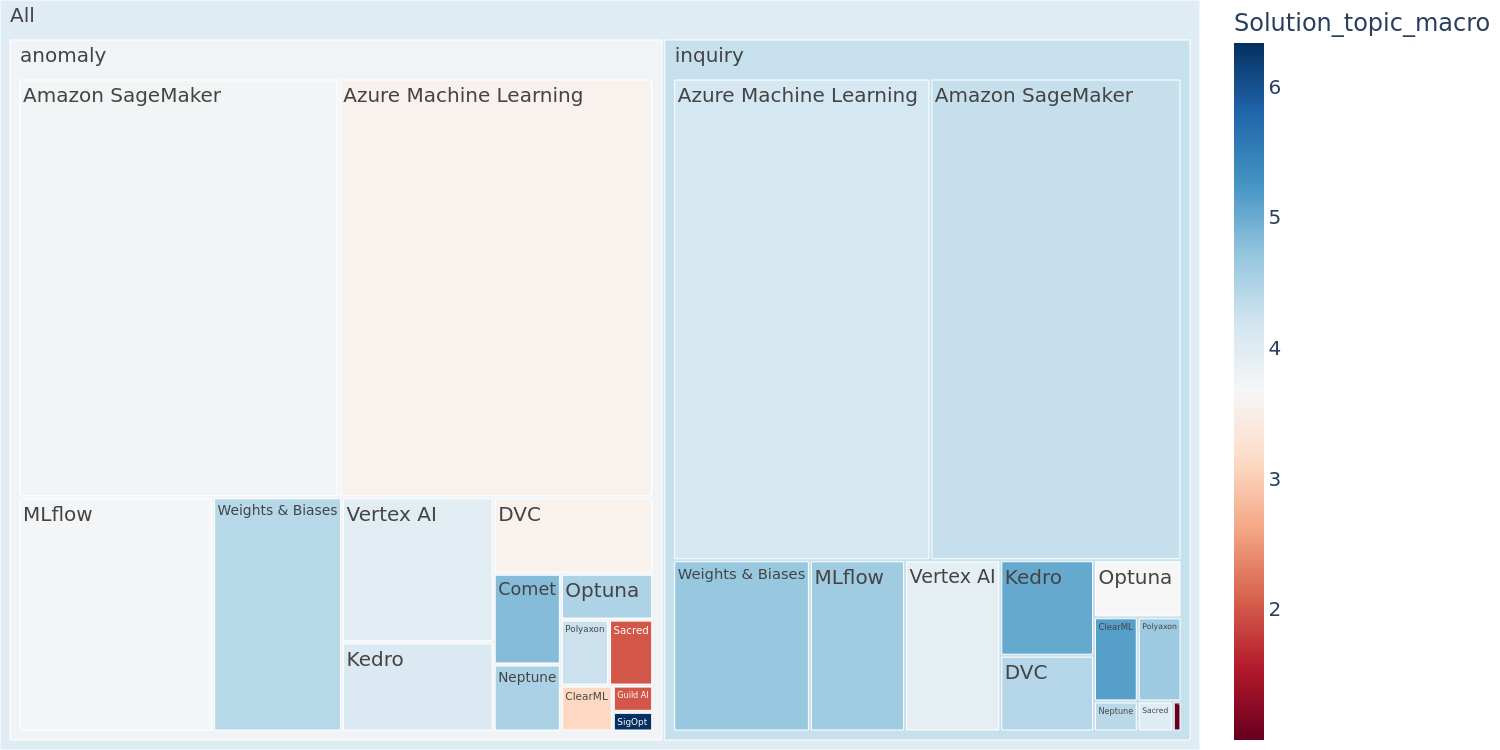 All
anomaly
Amazon SageMaker
Azure Machine Learning
MLflow
Weights & Biases
Vertex AI
Kedro
DVC
Comet
Neptune
Optuna
Polyaxon
Sacred
ClearML
Guild AI
SigOpt
inquiry
Azure Machine Learning
Amazon SageMaker
Weights & Biases
MLflow
Vertex AI
Kedro
DVC
Optuna
ClearML
Polyaxon
Neptune
Sacred
Solution_topic_macro
6
5
4
3
2